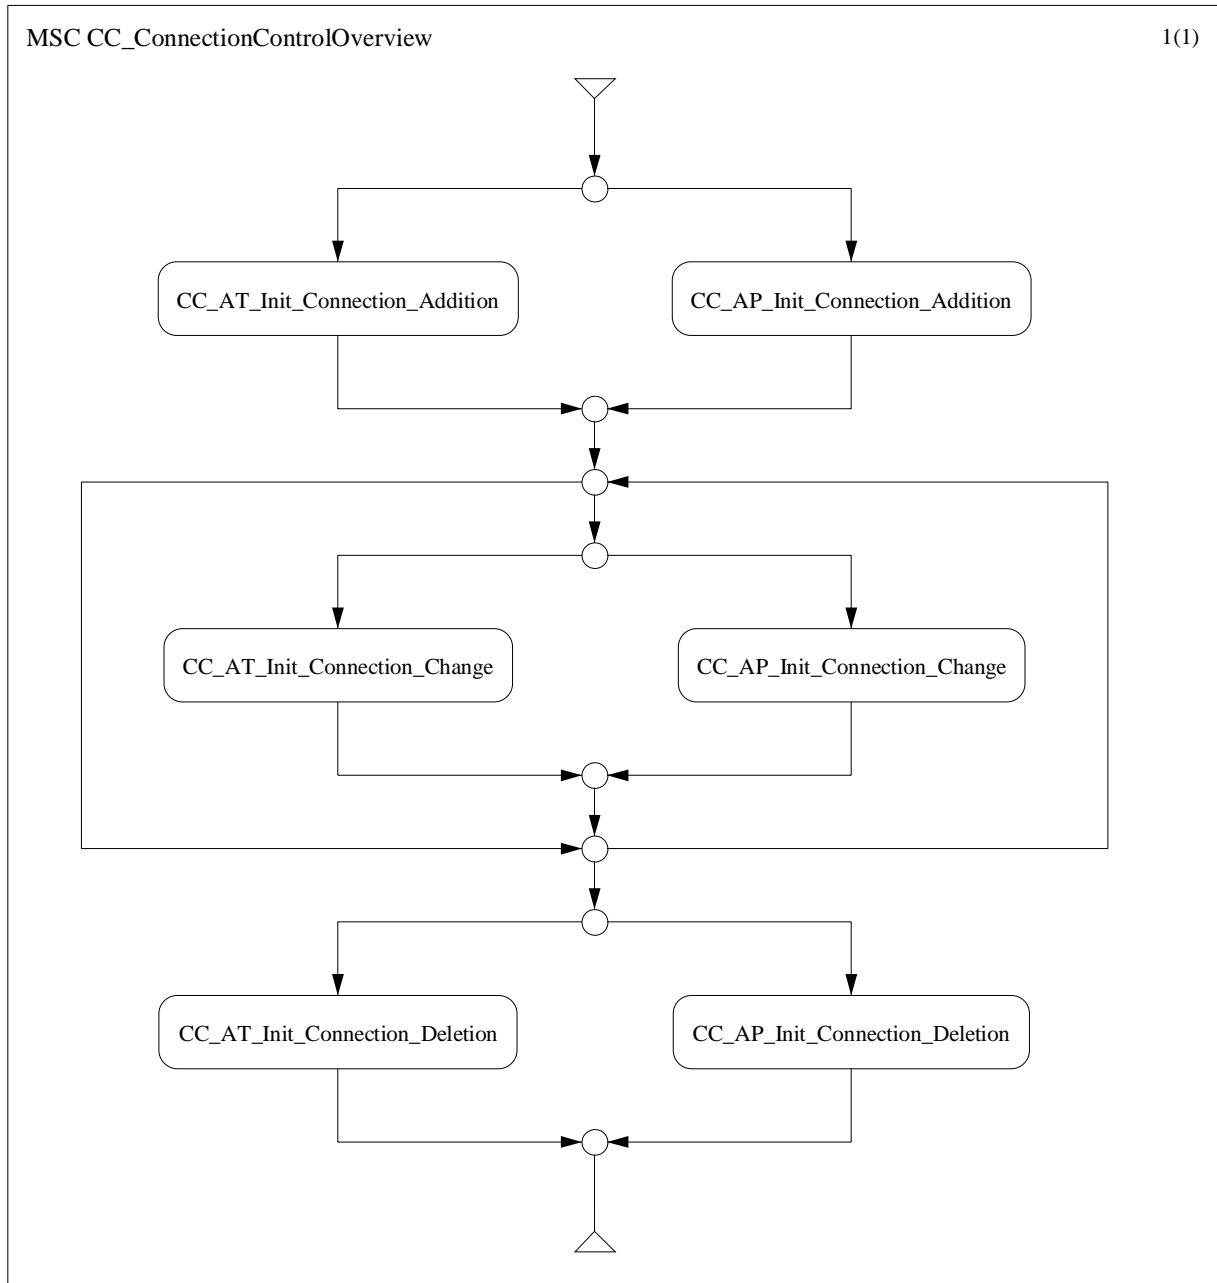 MSC CC_ConnectionControlOverview 1(1)
CC_AT_Init_Connection_Addition CC_AP_Init_Connection_Addition
CC_AT_Init_Connection_Change CC_AP_Init_Connection_Change
CC_AT_Init_Connection_Deletion CC_AP_Init_Connection_Deletion